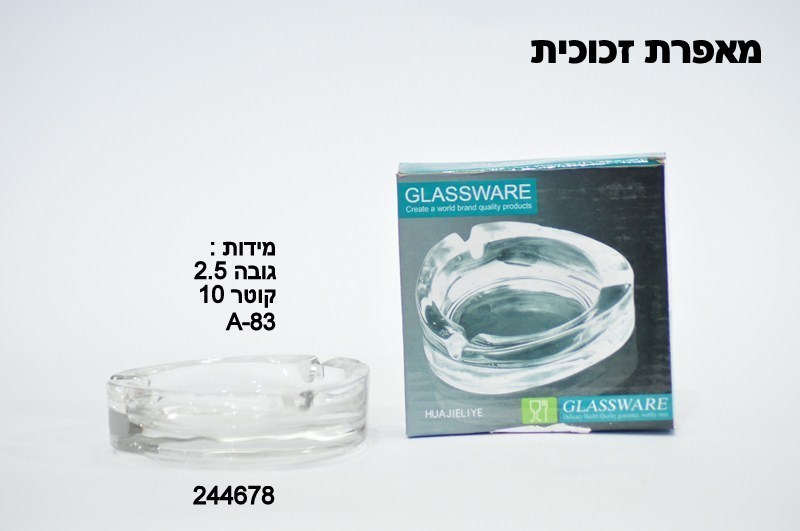 מאפרת זכוכית
GLASSWARE
Create a world brand quality products
מידות :
גובה 2.5
קוטר 10
A-83
HUAJIELIYE
GLASSWARE
244678